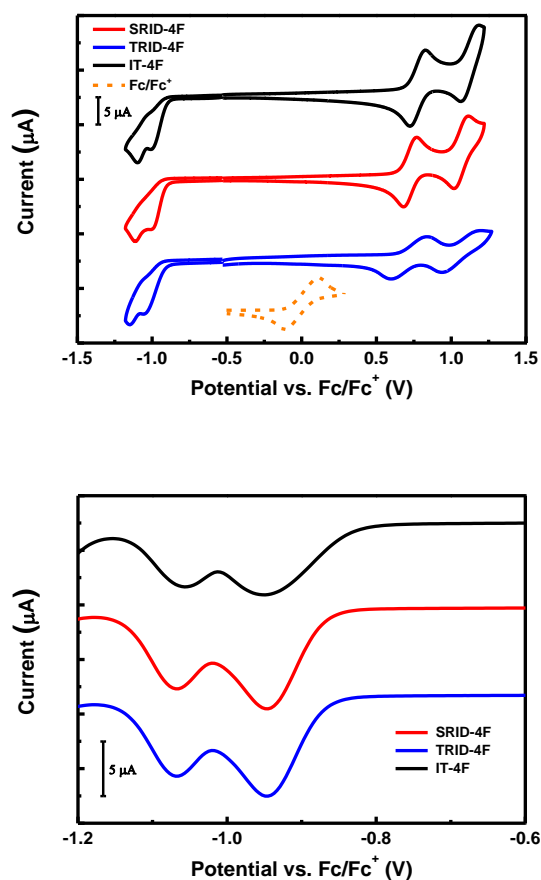 SRID-4F
TRID-4F
IT-4F
Fc/Fc⁺
5 μA
Current (μA)
-1.5 -1.0 -0.5 0.0 0.5 1.0 1.5
Potential vs. Fc/Fc⁺ (V)
Current (μA)
5 μA
SRID-4F
TRID-4F
IT-4F
-1.2 -1.0 -0.8 -0.6
Potential vs. Fc/Fc⁺ (V)